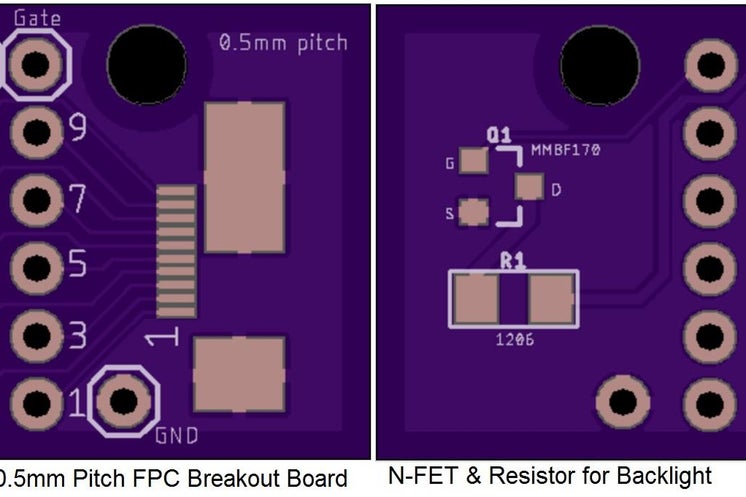 Gate
0.5mm pitch
9
7
5
3
1
1
GND
Q1
MMBF170
G
D
S
R1
1206
0.5mm Pitch FPC Breakout Board
N-FET & Resistor for Backlight